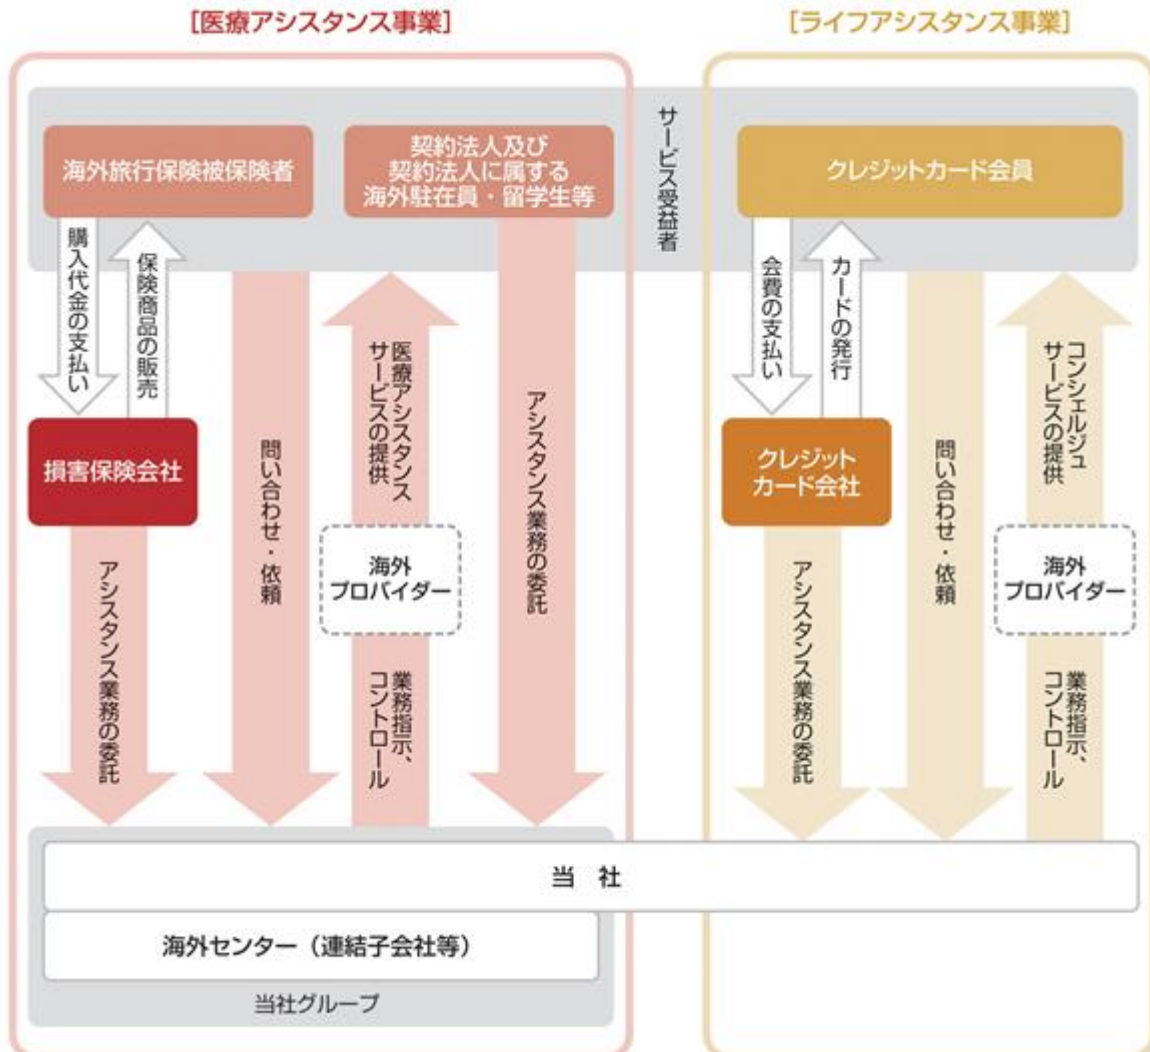 [医療アシスタンス事業]
[ライフアシスタンス事業]
サービス受益者
海外旅行保険被保険者
契約法人及び
契約法人に属する
海外駐在員・留学生等
クレジットカード会員
購入代金の支払い
保険商品の販売
会費の支払い
カードの発行
損害保険会社
問い合わせ・依頼
医療アシスタンス
サービスの提供
アシスタンス業務の委託
クレジット
カード会社
問い合わせ・依頼
コンシェルジュ
サービスの提供
海外
プロバイダー
海外
プロバイダー
アシスタンス業務の委託
業務指示、
コントロール
アシスタンス業務の委託
業務指示、
コントロール
当 社
海外センター（連結子会社等）
当社グループ